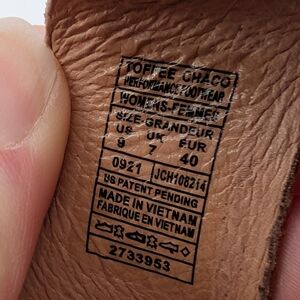 TOFFEE CHACO
PERFORMANCE FOOTWEAR
WOMENS-FEMMES
SIZE-GRANDEUR
US UK EUR
9 7 40
0921 JCH108214
US PATENT PENDING
MADE IN VIETNAM
FABRIQUE EN VIETNAM
2733953